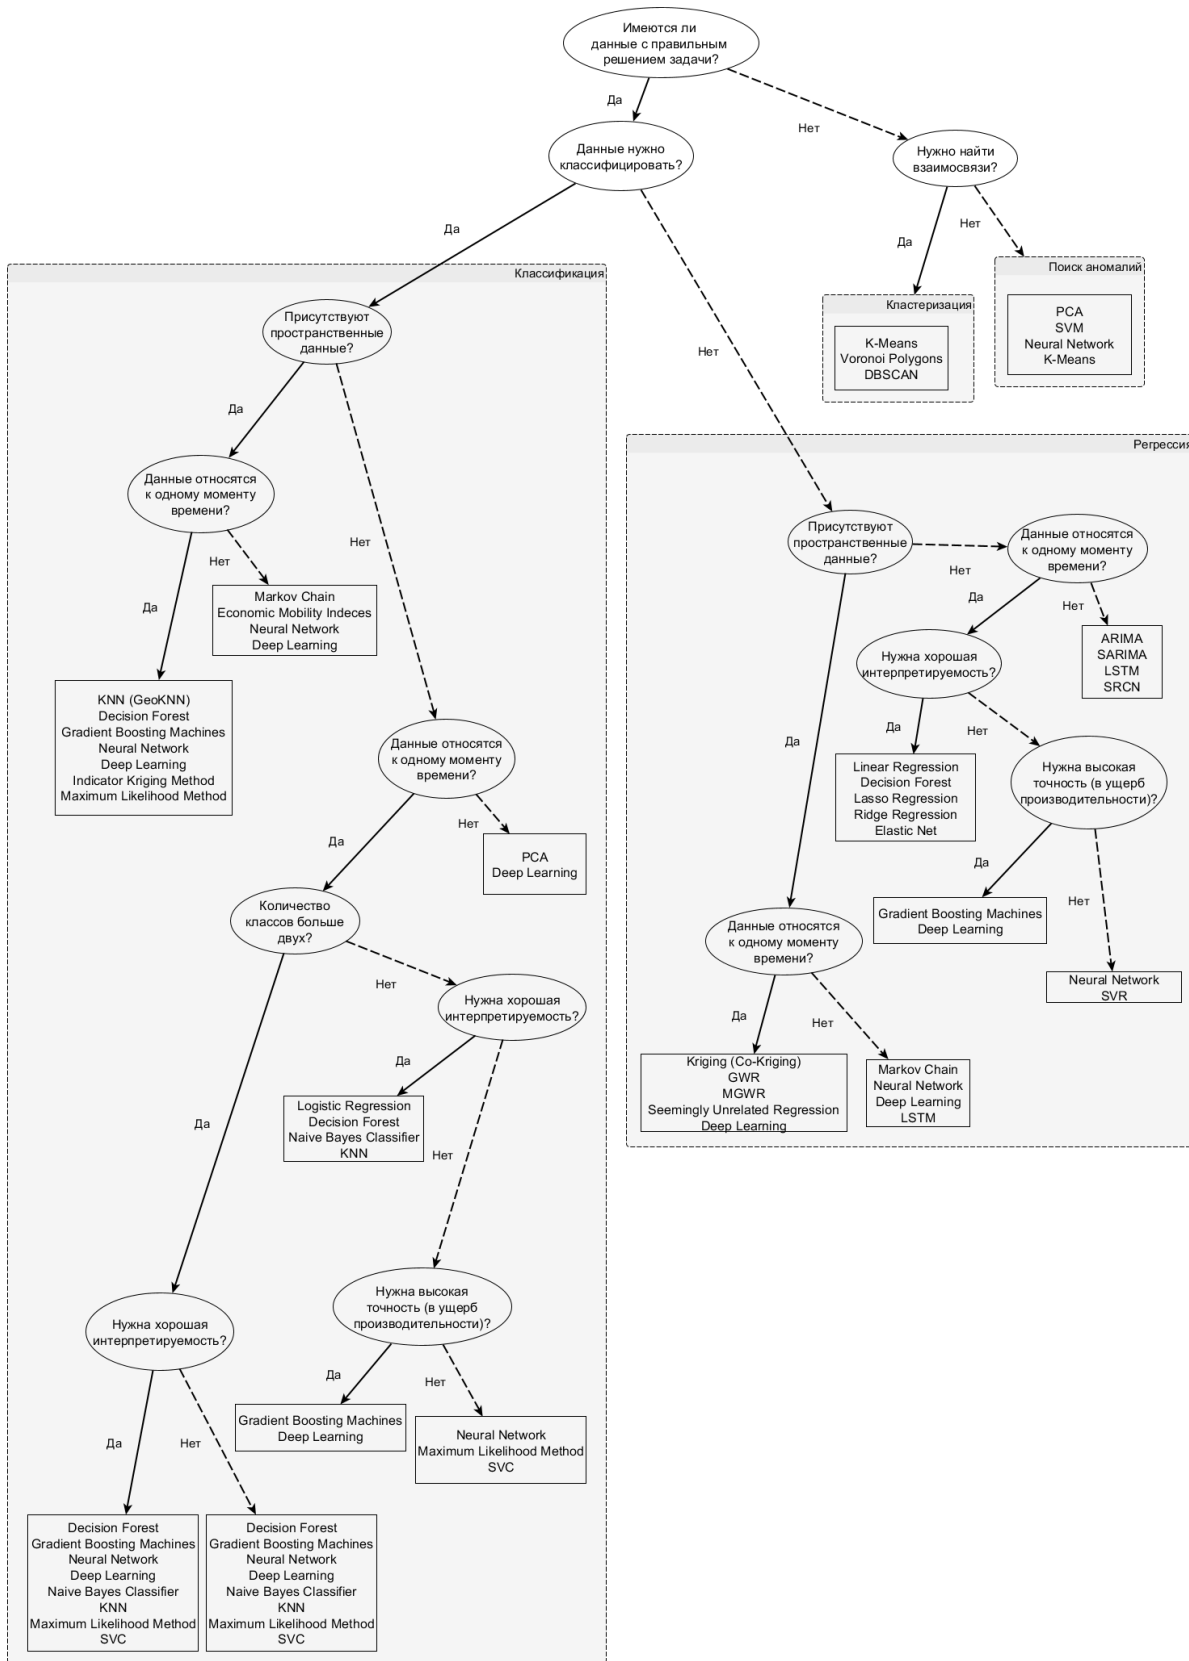 Имеются ли
данные с правильным
решением задачи?
Да
Нет
Данные нужно
классифицировать?
Нужно найти
взаимосвязи?
Да
Нет
Да
Нет
Классификация
Кластеризация
K-Means
Voronoi Polygons
DBSCAN
Поиск аномалий
PCA
SVM
Neural Network
K-Means
Присутствуют
пространственные
данные?
Да
Нет
Данные относятся
к одному моменту
времени?
Да
Нет
Markov Chain
Economic Mobility Indeces
Neural Network
Deep Learning
KNN (GeoKNN)
Decision Forest
Gradient Boosting Machines
Neural Network
Deep Learning
Indicator Kriging Method
Maximum Likelihood Method
Данные относятся
к одному моменту
времени?
Да
Нет
PCA
Deep Learning
Количество
классов больше
двух?
Да
Нет
Нужна хорошая
интерпретируемость?
Да
Нет
Logistic Regression
Decision Forest
Naive Bayes Classifier
KNN
Нужна высокая
точность (в ущерб
производительности)?
Да
Нет
Gradient Boosting Machines
Deep Learning
Neural Network
Maximum Likelihood Method
SVC
Нужна хорошая
интерпретируемость?
Да
Нет
Decision Forest
Gradient Boosting Machines
Neural Network
Deep Learning
Naive Bayes Classifier
KNN
Maximum Likelihood Method
SVC
Decision Forest
Gradient Boosting Machines
Neural Network
Deep Learning
Naive Bayes Classifier
KNN
Maximum Likelihood Method
SVC
Регрессия
Присутствуют
пространственные
данные?
Да
Нет
Данные относятся
к одному моменту
времени?
Да
Нет
ARIMA
SARIMA
LSTM
SRCN
Нужна хорошая
интерпретируемость?
Да
Нет
Linear Regression
Decision Forest
Lasso Regression
Ridge Regression
Elastic Net
Нужна высокая
точность (в ущерб
производительности)?
Да
Нет
Gradient Boosting Machines
Deep Learning
Neural Network
SVR
Данные относятся
к одному моменту
времени?
Да
Нет
Kriging (Co-Kriging)
GWR
MGWR
Seemingly Unrelated Regression
Deep Learning
Markov Chain
Neural Network
Deep Learning
LSTM